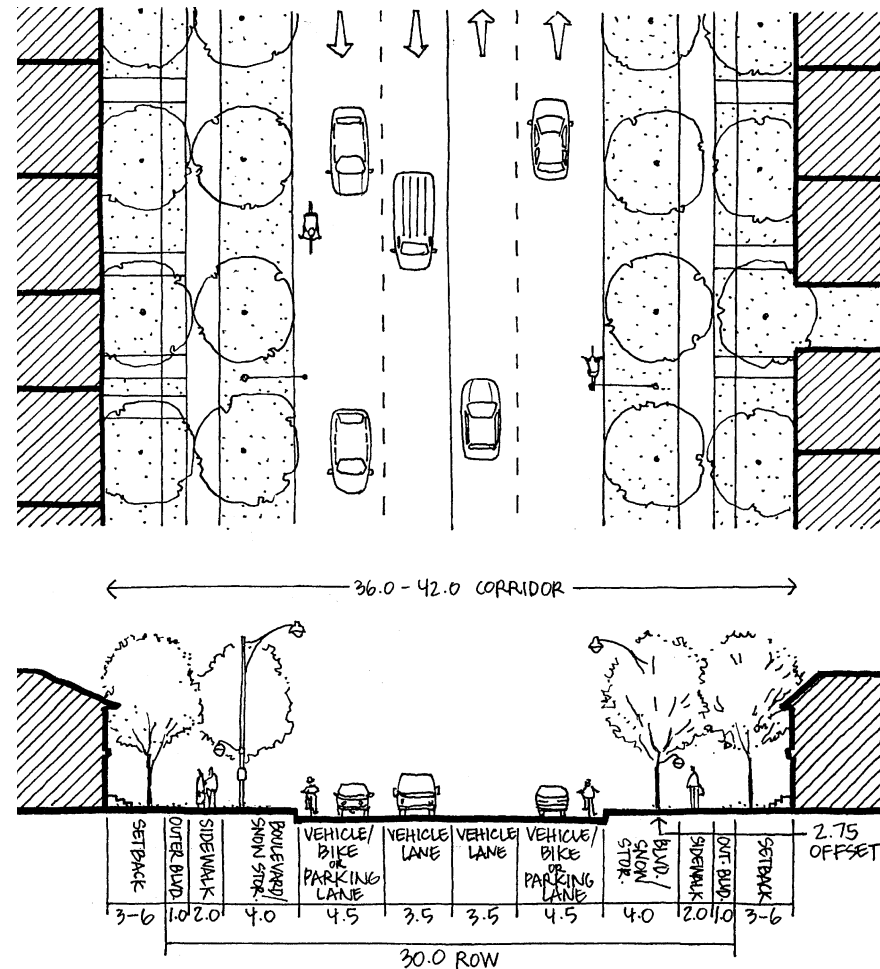 36.0 - 42.0 CORRIDOR
SETBACK
OUTER BLVD.
SIDEWALK
BOULEVARD/
SNOW STOR.
VEHICLE/
BIKE
OR
PARKING
LANE
VEHICLE
LANE
VEHICLE
LANE
VEHICLE/
BIKE
OR
PARKING
LANE
BLVD./
SNOW
STOR.
SIDEWALK
OUT. BLVD.
SETBACK
2.75
OFFSET
3-6 1.0 2.0 4.0 4.5 3.5 3.5 4.5 4.0 2.0 1.0 3-6
30.0 ROW